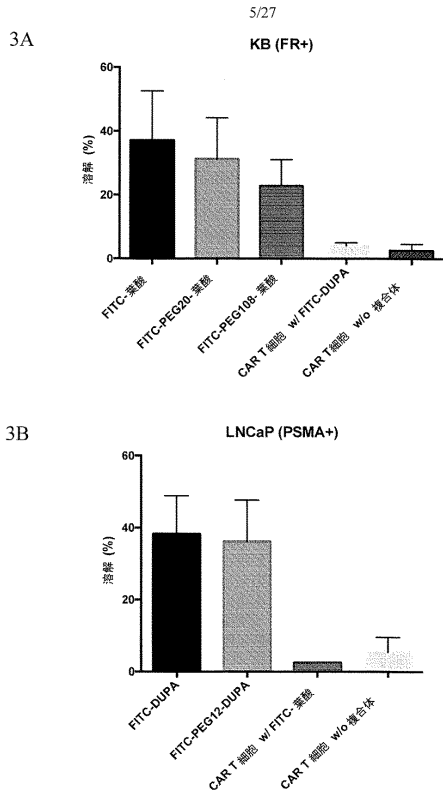 5/27
3A
KB (FR+)
60
40
20
0
溶解 (%)
FITC-葉酸
FITC-PEG20-葉酸
FITC-PEG108-葉酸
CAR T細胞 w/ FITC-DUPA
CAR T細胞 w/o 複合体
3B
LNCaP (PSMA+)
60
40
20
0
溶解 (%)
FITC-DUPA
FITC-PEG12-DUPA
CAR T細胞 w/ FITC-葉酸
CAR T細胞 w/o 複合体